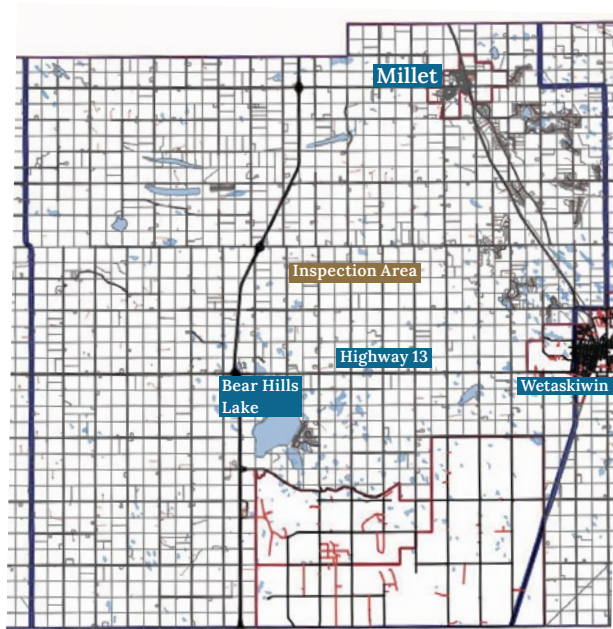 Millet
Inspection Area
Highway 13
Bear Hills
Lake
Wetaskiwin